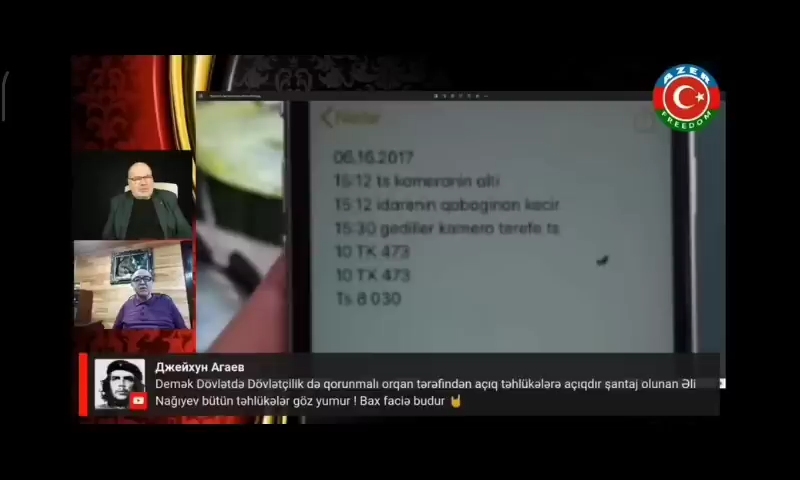 AZER
FREEDOM
06.16.2017
15:12 ts kameranin alti
15:12 idarenin qabaginan kecir
15:30 gediller kamera terefe ts
10 TK 473
10 TK 473
Ts 8 030
Джейхун Агаев
Demək Dövlətdə Dövlətçilik də qorunmalı orqan tərəfindən açıq təhlükələrə açıqdır şantaj olunan Əli
Nağıyev bütün təhlükələr göz yumur ! Bax faciə budur 🤘